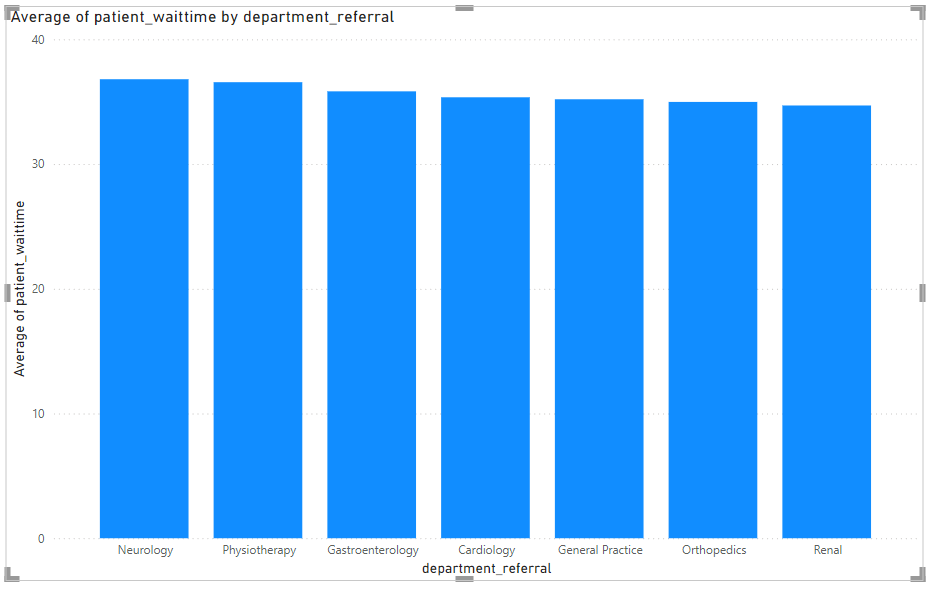 Average of patient_waittime by department_referral
Average of patient_waittime
40
30
20
10
0
Neurology Physiotherapy Gastroenterology Cardiology General Practice Orthopedics Renal
department_referral